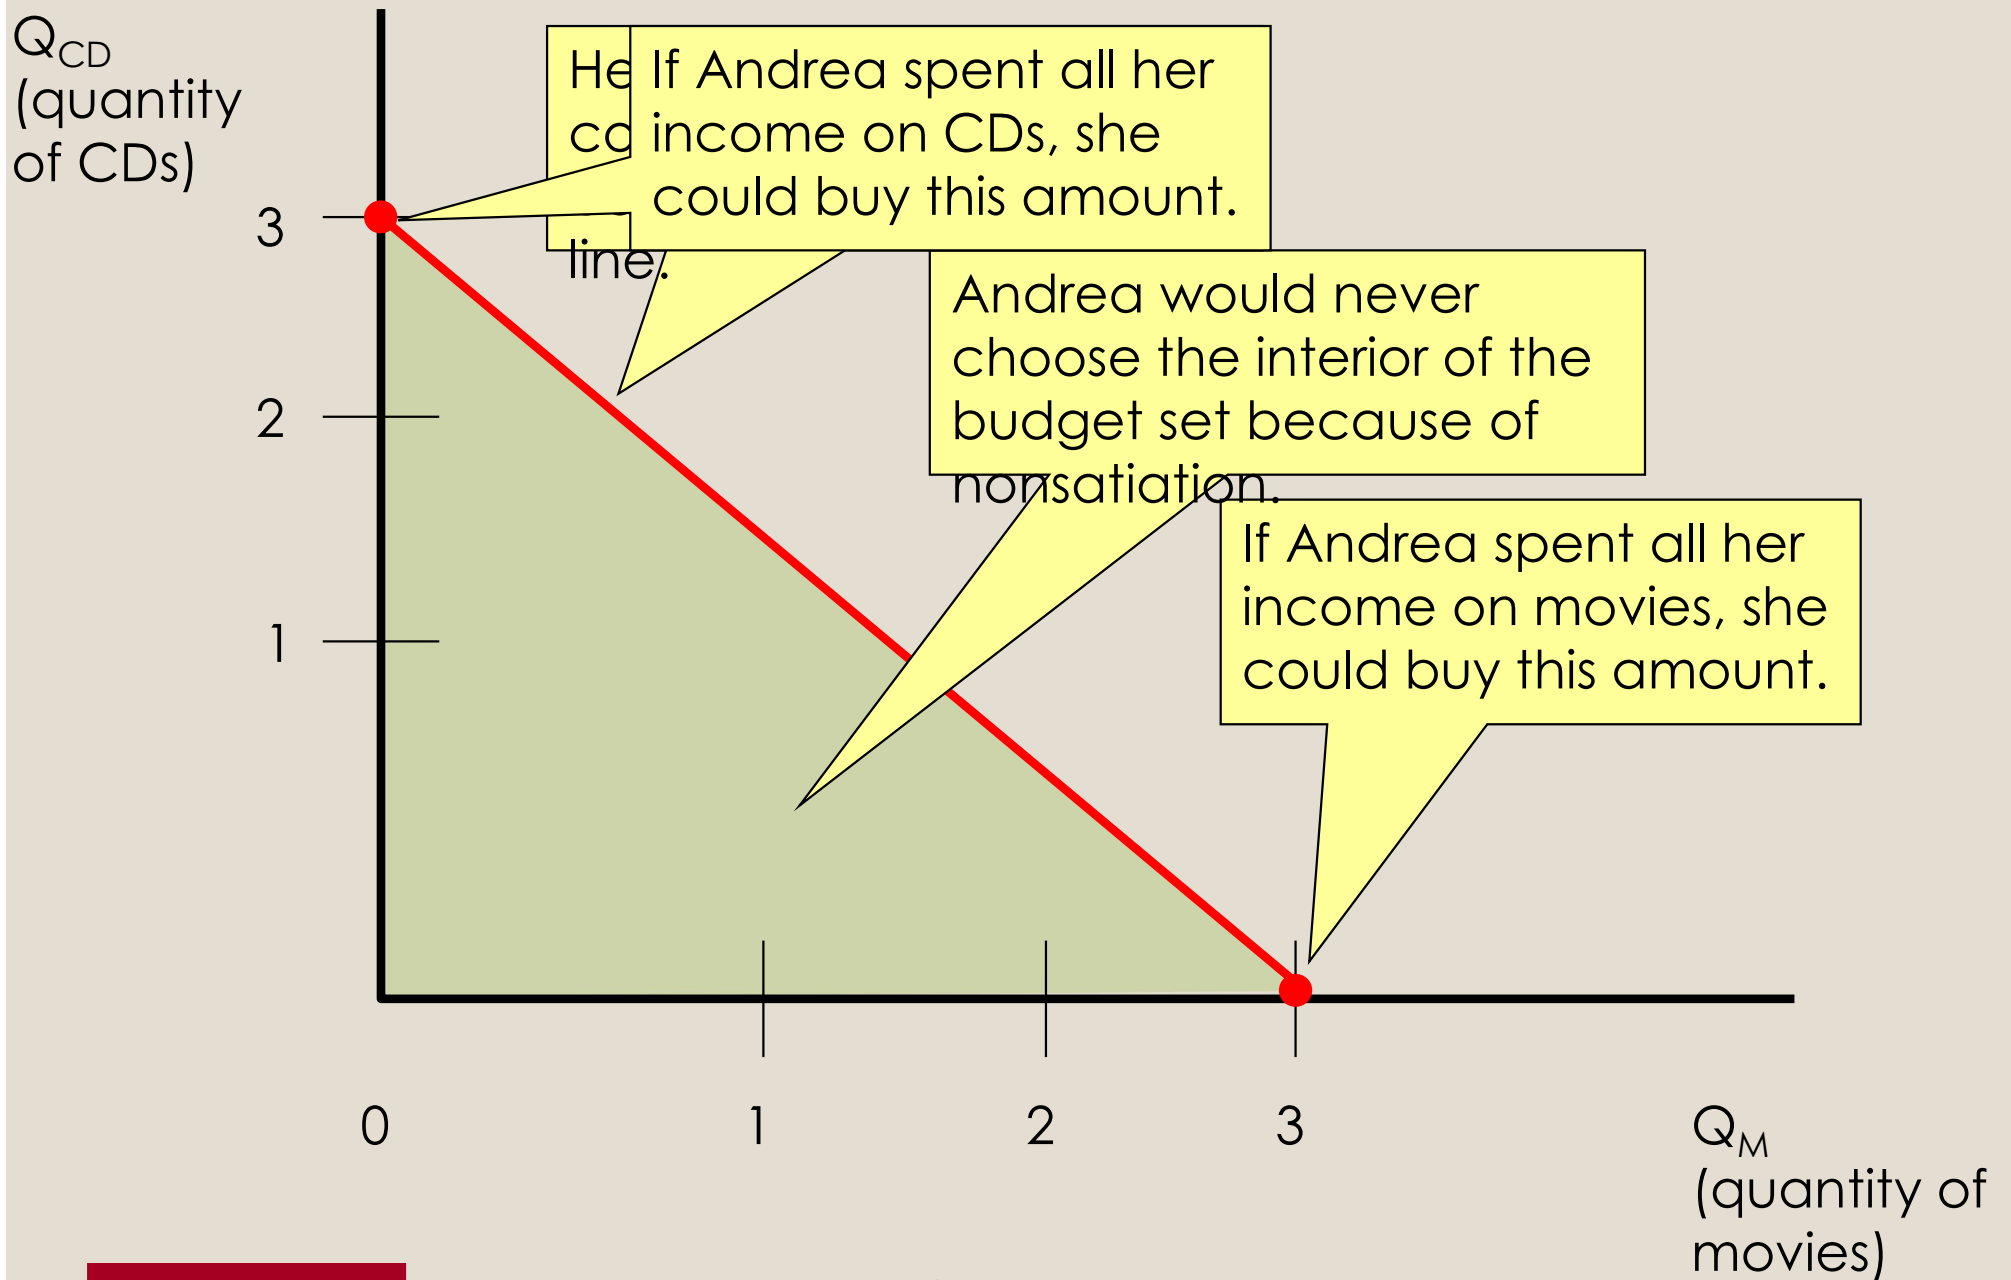 Q_CD
(quantity
of CDs)
He
If Andrea spent all her
income on CDs, she
could buy this amount.
line.
Andrea would never
choose the interior of the
budget set because of
nonsatiation.
If Andrea spent all her
income on movies, she
could buy this amount.
3
2
1
0 1 2 3
Q_M
(quantity of
movies)